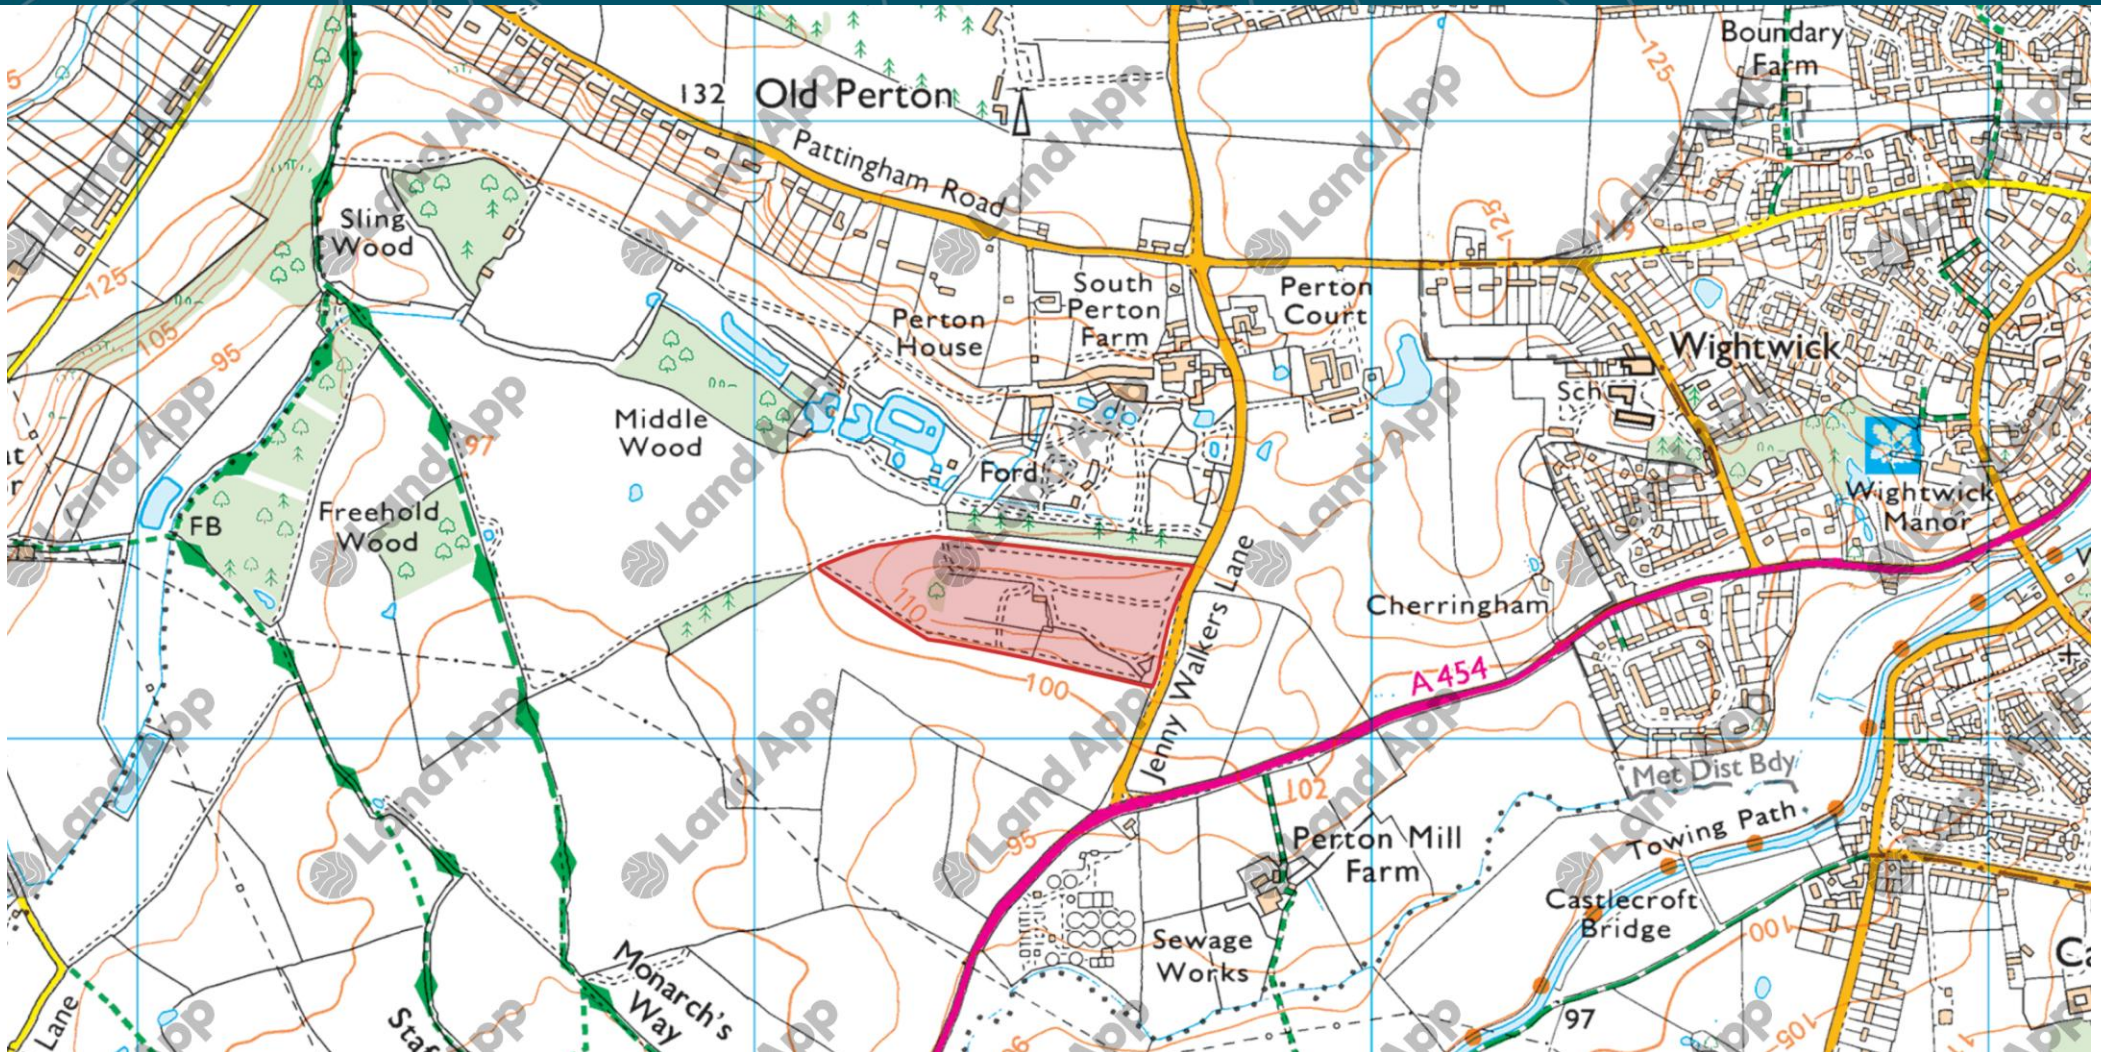 Boundary
Farm
125
5
132
Old Perton
Pattingham Road
Sling
Wood
125
125
105
95
South
Perton
Farm
Perton
Court
Perton
House
Wightwick
Sch
Middle
Wood
97
Ford
Wightwick
Manor
FB
Freehold
Wood
110
Jenny Walkers Lane
Cherringham
100
A 454
Met Dist Bdy
102
95
Perton Mill
Farm
Towing Path
Castlecroft
Bridge
100
Sewage
Works
Monarch's
Way
Lane
97
105
Land App